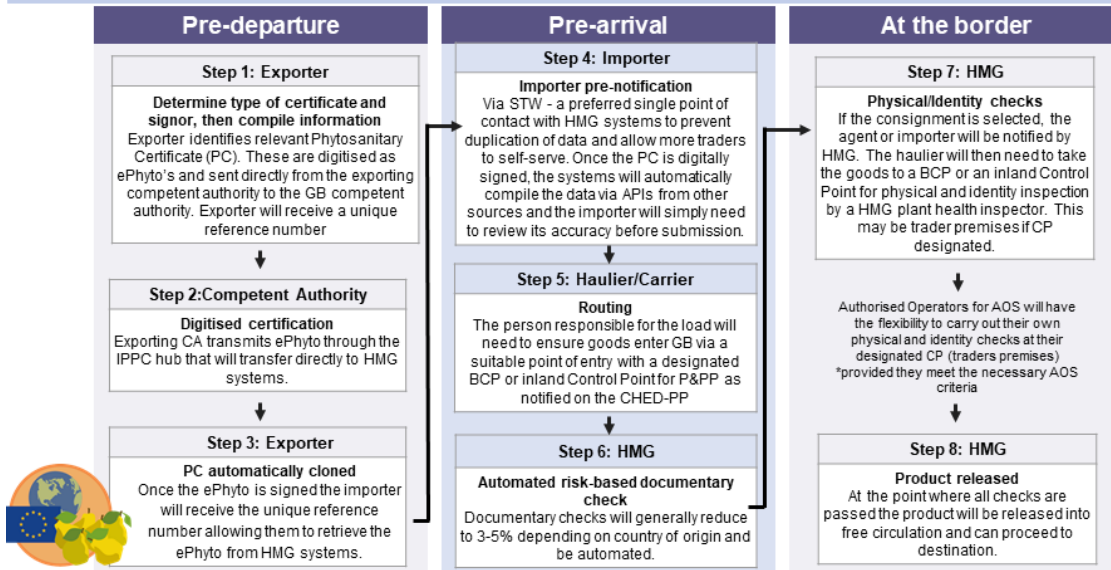 Pre-departure
Step 1: Exporter
Determine type of certificate and
signor, then compile information
Exporter identifies relevant Phytosanitary
Certificate (PC). These are digitised as
ePhyto's and sent directly from the exporting
competent authority to the GB competent
authority. Exporter will receive a unique
reference number
Step 2:Competent Authority
Digitised certification
Exporting CA transmits ePhyto through the
IPPC hub that will transfer directly to HMG
systems.
Step 3: Exporter
PC automatically cloned
Once the ePhyto is signed the importer
will receive the unique reference
number allowing them to retrieve the
ePhyto from HMG systems.
Pre-arrival
Step 4: Importer
Importer pre-notification
Via STW - a preferred single point of
contact with HMG systems to prevent
duplication of data and allow more traders
to self-serve. Once the PC is digitally
signed, the systems will automatically
compile the data via APIs from other
sources and the importer will simply need
to review its accuracy before submission.
Step 5: Haulier/Carrier
Routing
The person responsible for the load will
need to ensure goods enter GB via a
suitable point of entry with a designated
BCP or inland Control Point for P&PP as
notified on the CHED-PP
Step 6: HMG
Automated risk-based documentary
check
Documentary checks will generally reduce
to 3-5% depending on country of origin and
be automated.
At the border
Step 7: HMG
Physical/Identity checks
If the consignment is selected, the
agent or importer will be notified by
HMG. The haulier will then need to take
the goods to a BCP or an inland Control
Point for physical and identity inspection
by a HMG plant health inspector. This
may be trader premises if CP
designated.
Authorised Operators for AOS will have
the flexibility to carry out their own
physical and identity checks at their
designated CP (traders premises)
*provided they meet the necessary AOS
criteria
Step 8: HMG
Product released
At the point where all checks are
passed the product will be released into
free circulation and can proceed to
destination.